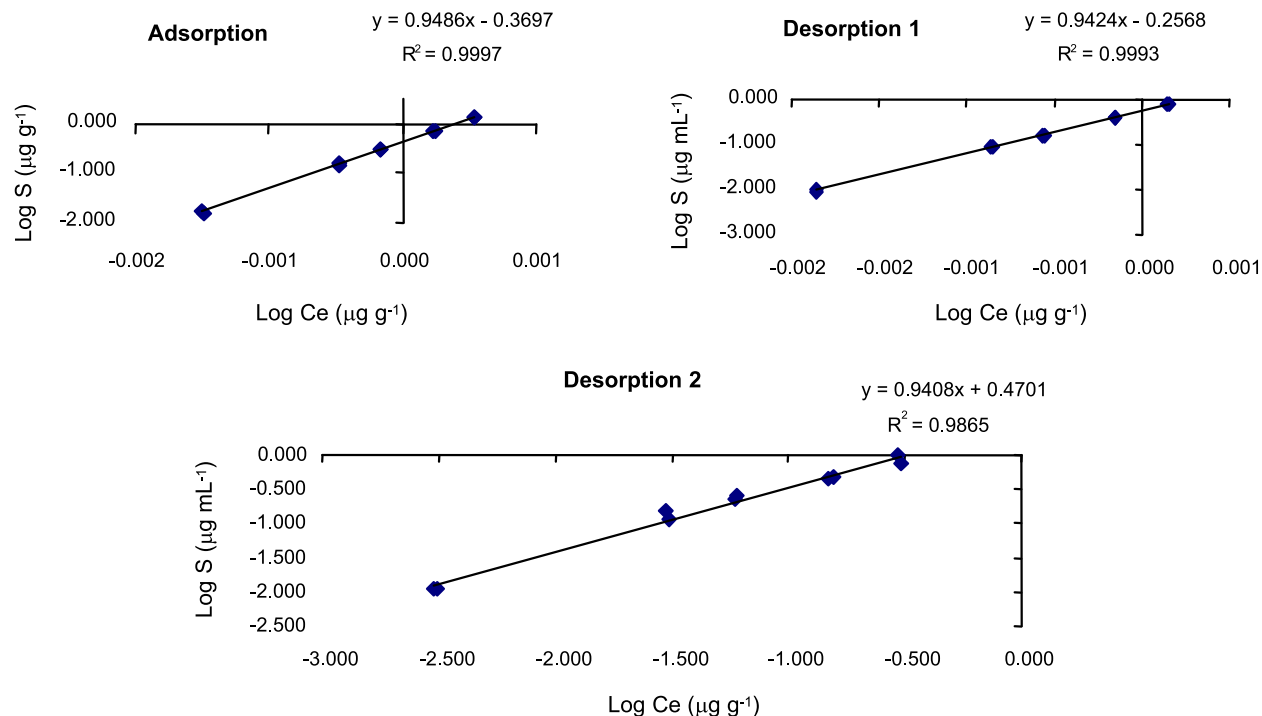 Adsorption
y = 0.9486x - 0.3697
R² = 0.9997
Log S (μg g⁻¹)
0.000
-1.000
-2.000
-0.002 -0.001 0.000 0.001
Log Ce (μg g⁻¹)
Desorption 1
y = 0.9424x - 0.2568
R² = 0.9993
Log S (μg mL⁻¹)
0.000
-1.000
-2.000
-3.000
-0.002 -0.002 -0.001 -0.001 0.000 0.001
Log Ce (μg g⁻¹)
Desorption 2
y = 0.9408x + 0.4701
R² = 0.9865
Log S (μg mL⁻¹)
0.000
-0.500
-1.000
-1.500
-2.000
-2.500
-3.000 -2.500 -2.000 -1.500 -1.000 -0.500 0.000
Log Ce (μg g⁻¹)